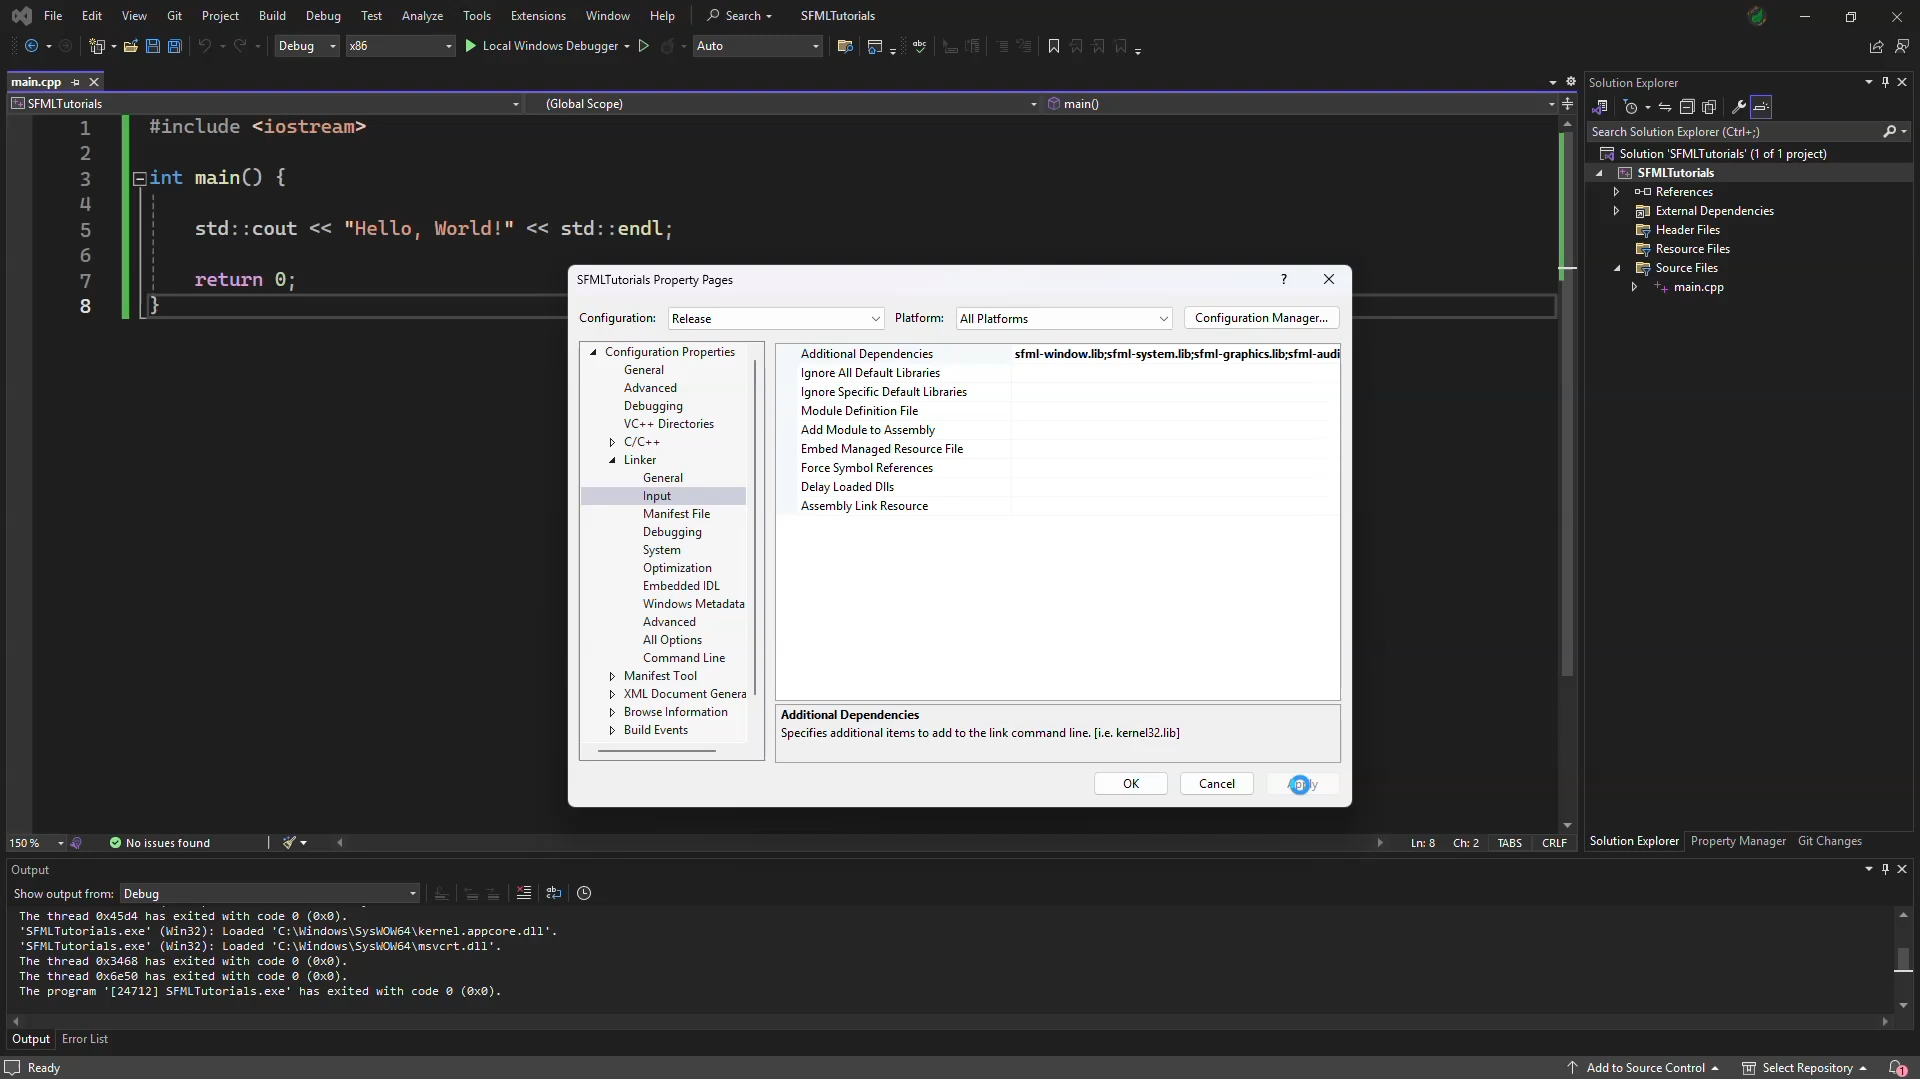 File Edit View Git Project Build Debug Test Analyze Tools Extensions Window Help Search SFMLTutorials
Debug x86 Local Windows Debugger Auto
main.cpp
SFMLTutorials (Global Scope) main()
1 #include <iostream>
2
3 int main() {
4
5 std::cout << "Hello, World!" << std::endl;
6
7 return 0;
8 }
Solution Explorer
Search Solution Explorer (Ctrl+;)
Solution 'SFMLTutorials' (1 of 1 project)
SFMLTutorials
References
External Dependencies
Header Files
Resource Files
Source Files
main.cpp
SFMLTutorials Property Pages
Configuration: Release Platform: All Platforms Configuration Manager...
Configuration Properties
General
Advanced
Debugging
VC++ Directories
C/C++
Linker
General
Input
Manifest File
Debugging
System
Optimization
Embedded IDL
Windows Metadata
Advanced
All Options
Command Line
Manifest Tool
XML Document Genera
Browse Information
Build Events
Additional Dependencies sfml-window.lib;sfml-system.lib;sfml-graphics.lib;sfml-audi
Ignore All Default Libraries
Ignore Specific Default Libraries
Module Definition File
Add Module to Assembly
Embed Managed Resource File
Force Symbol References
Delay Loaded Dlls
Assembly Link Resource
Additional Dependencies
Specifies additional items to add to the link command line. [i.e. kernel32.lib]
OK Cancel
150 % No issues found Ln: 8 Ch: 2 TABS CRLF
Solution Explorer Property Manager Git Changes
Output
Show output from: Debug
The thread 0x45d4 has exited with code 0 (0x0).
'SFMLTutorials.exe' (Win32): Loaded 'C:\Windows\SysWOW64\kernel.appcore.dll'.
'SFMLTutorials.exe' (Win32): Loaded 'C:\Windows\SysWOW64\msvcrt.dll'.
The thread 0x3468 has exited with code 0 (0x0).
The thread 0x6e50 has exited with code 0 (0x0).
The program '[24712] SFMLTutorials.exe' has exited with code 0 (0x0).
Output Error List
Ready Add to Source Control Select Repository 1